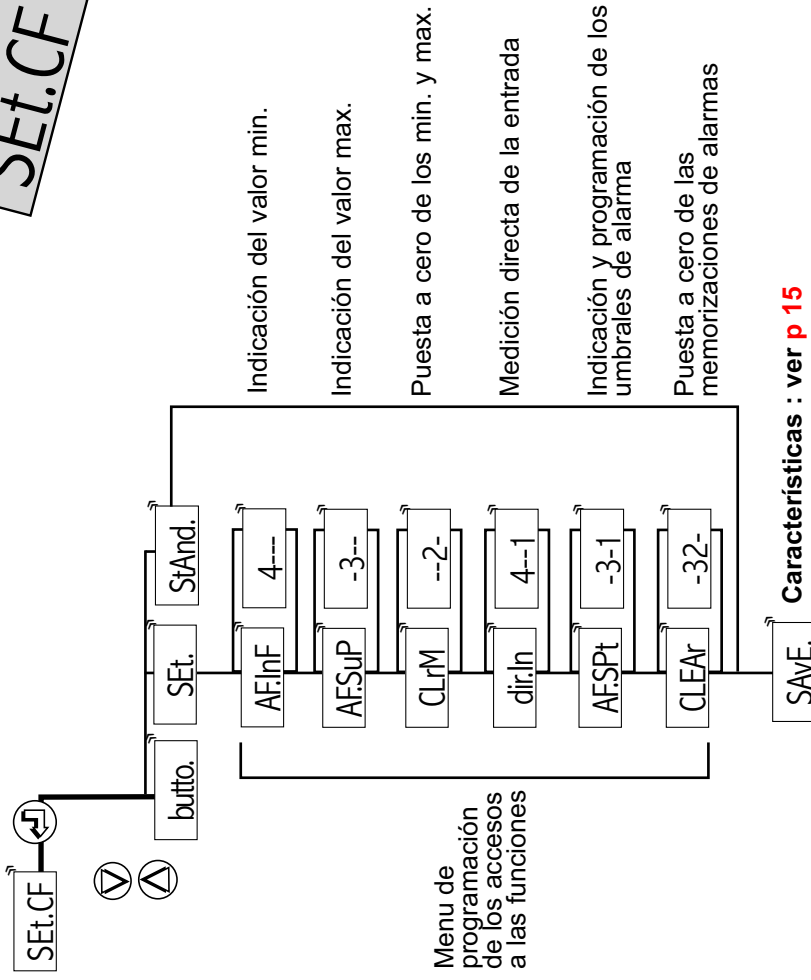 SEt.CF
SEt.CF
butto.
SEt.
StAnd.
Menu de
programación
de los accesos
a las funciones
AF.InF
4---
Indicación del valor min.
AF.SuP
-3--
Indicación del valor max.
CLrM
--2-
Puesta a cero de los min. y max.
dir.In
4--1
Medición directa de la entrada
AF.SPt
-3-1
Indicación y programación de los
umbrales de alarma
CLEAr
-32-
Puesta a cero de las
memorizaciones de alarmas
SAvE.
Características : ver p 15